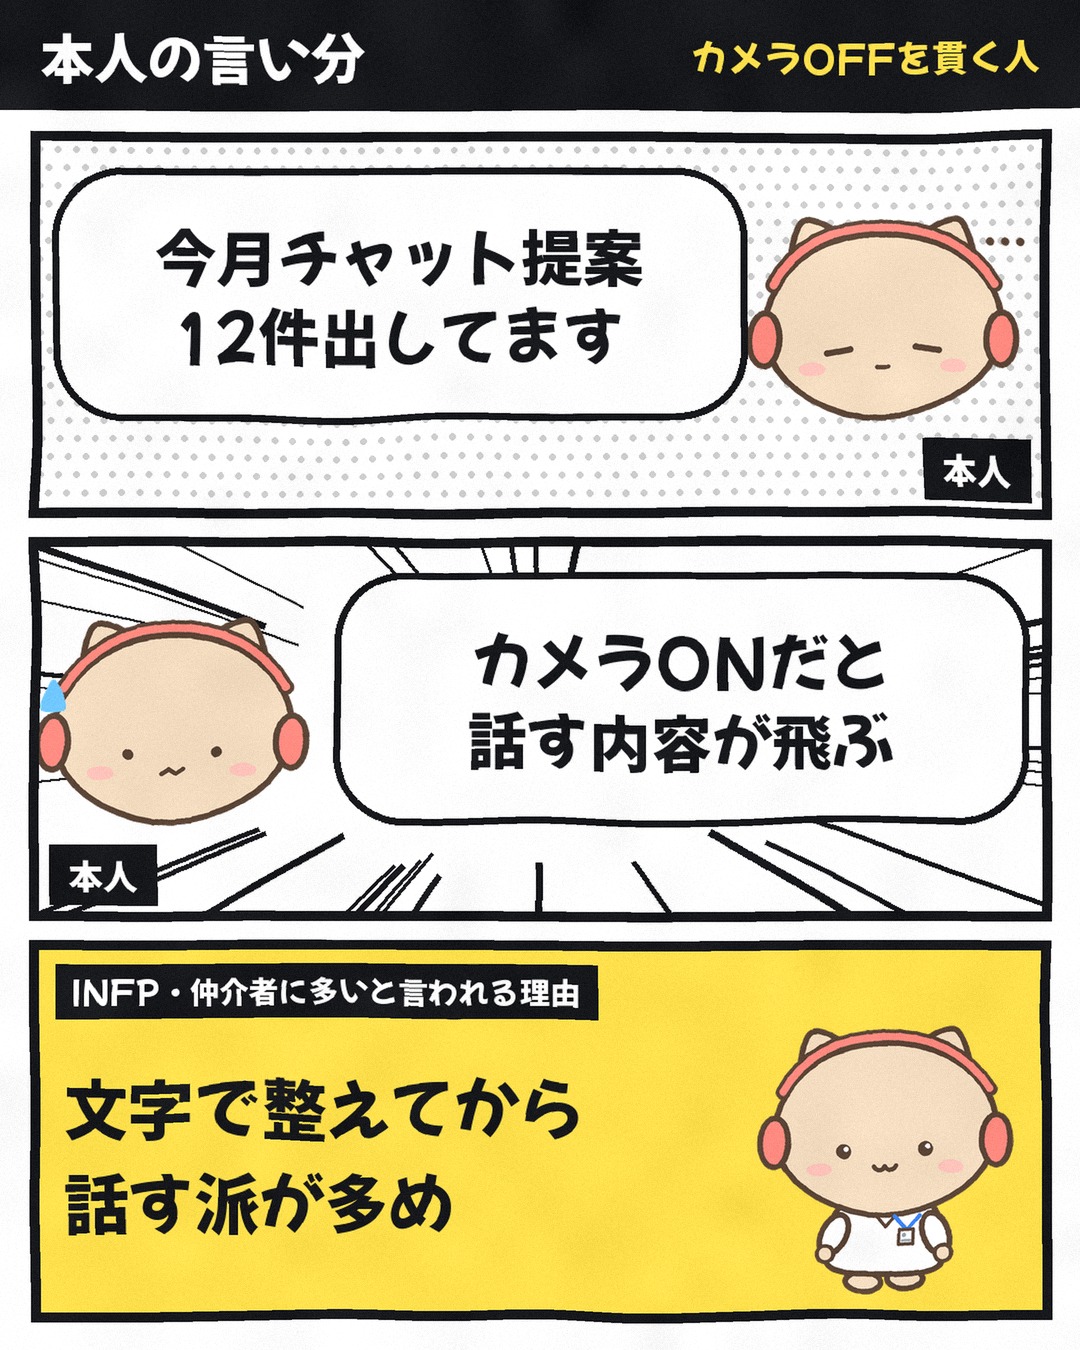 本人の言い分
カメラOFFを貫く人
今月チャット提案
12件出してます
本人
カメラONだと
話す内容が飛ぶ
本人
INFP・仲介者に多いと言われる理由
文字で整えてから
話す派が多め